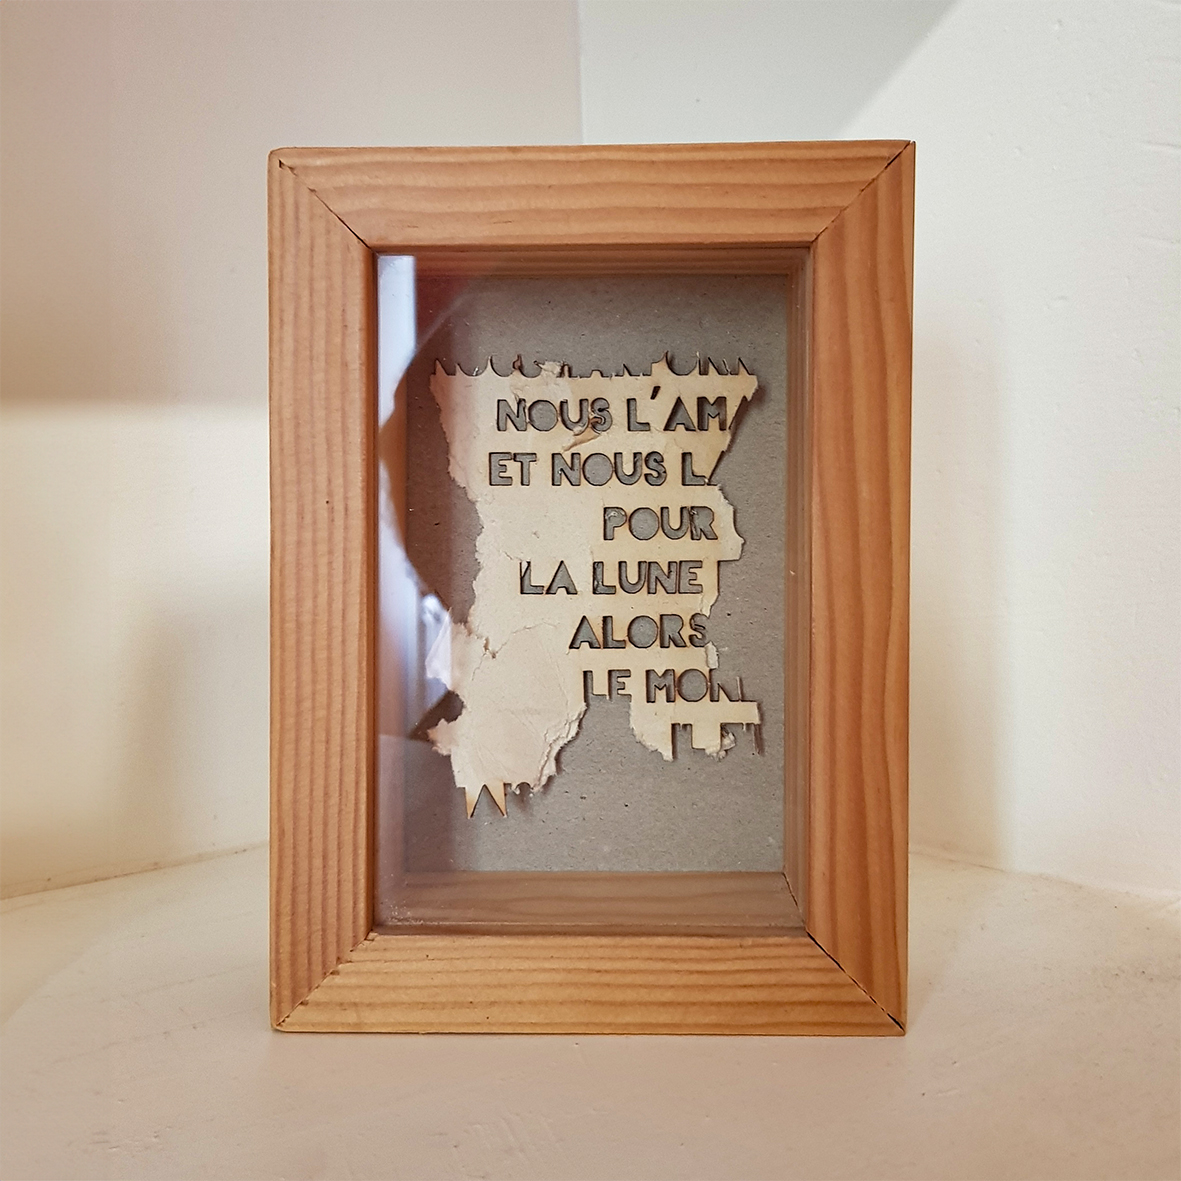 NOUS L'AM
ET NOUS L
POUR
LA LUNE
ALORS
LE MON